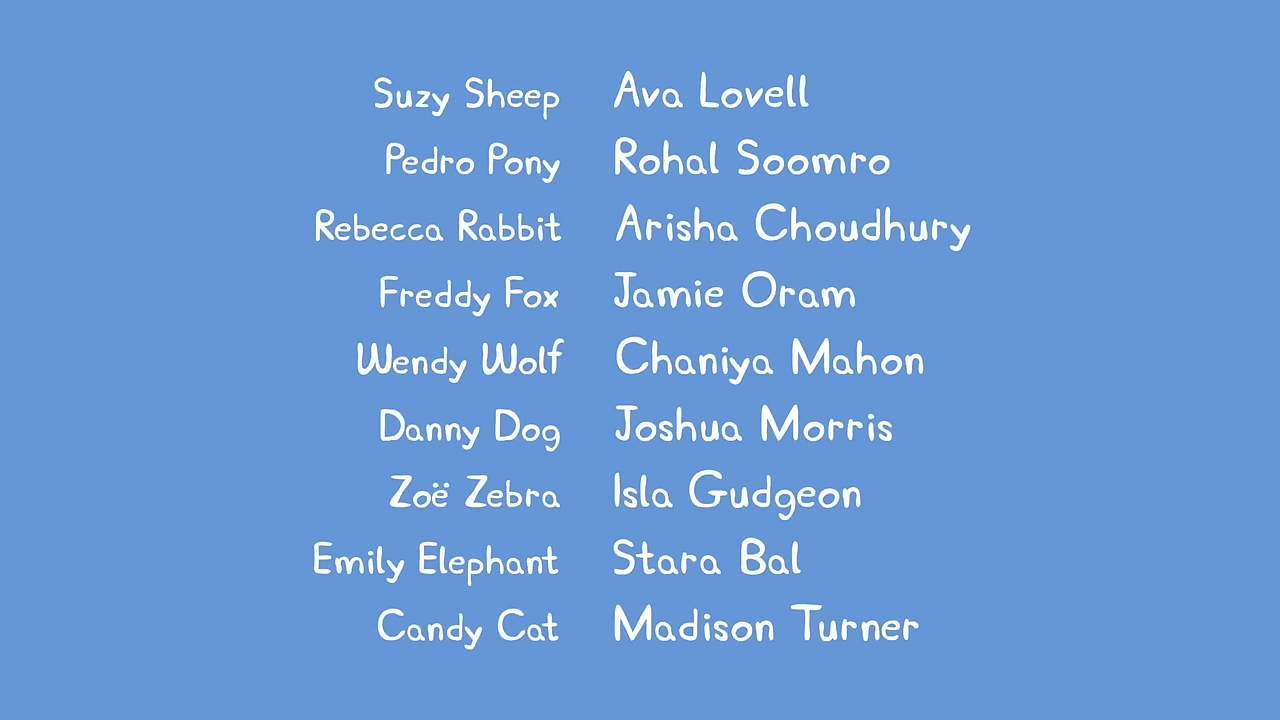 Suzy Sheep Ava Lovell
Pedro Pony Rohal Soomro
Rebecca Rabbit Arisha Choudhury
Freddy Fox Jamie Oram
Wendy Wolf Chaniya Mahon
Danny Dog Joshua Morris
Zoë Zebra Isla Gudgeon
Emily Elephant Stara Bal
Candy Cat Madison Turner